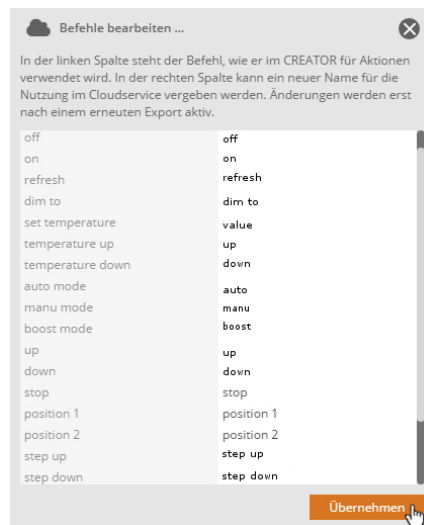 Befehle bearbeiten ...
In der linken Spalte steht der Befehl, wie er im CREATOR für Aktionen
verwendet wird. In der rechten Spalte kann ein neuer Name für die
Nutzung im Cloudservice vergeben werden. Änderungen werden erst
nach einem erneuten Export aktiv.
off off
on on
refresh refresh
dim to dim to
set temperature value
temperature up up
temperature down down
auto mode auto
manu mode manu
boost mode boost
up up
down down
stop stop
position 1 position 1
position 2 position 2
step up step up
step down step down
Übernehmen